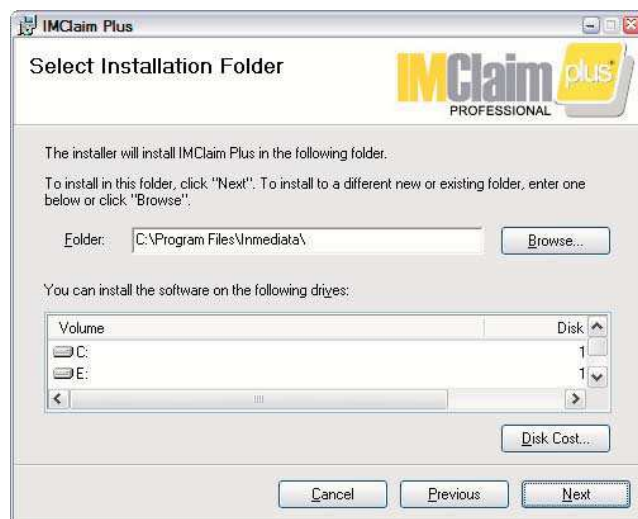 IMClaim Plus
Select Installation Folder
IMClaim plus
PROFESSIONAL
The installer will install IMClaim Plus in the following folder.
To install in this folder, click "Next". To install to a different new or existing folder, enter one
below or click "Browse".
Folder: C:\Program Files\Inmediata\ Browse...
You can install the software on the following drives:
Volume Disk
C: 1
E: 1
Disk Cost...
Cancel Previous Next